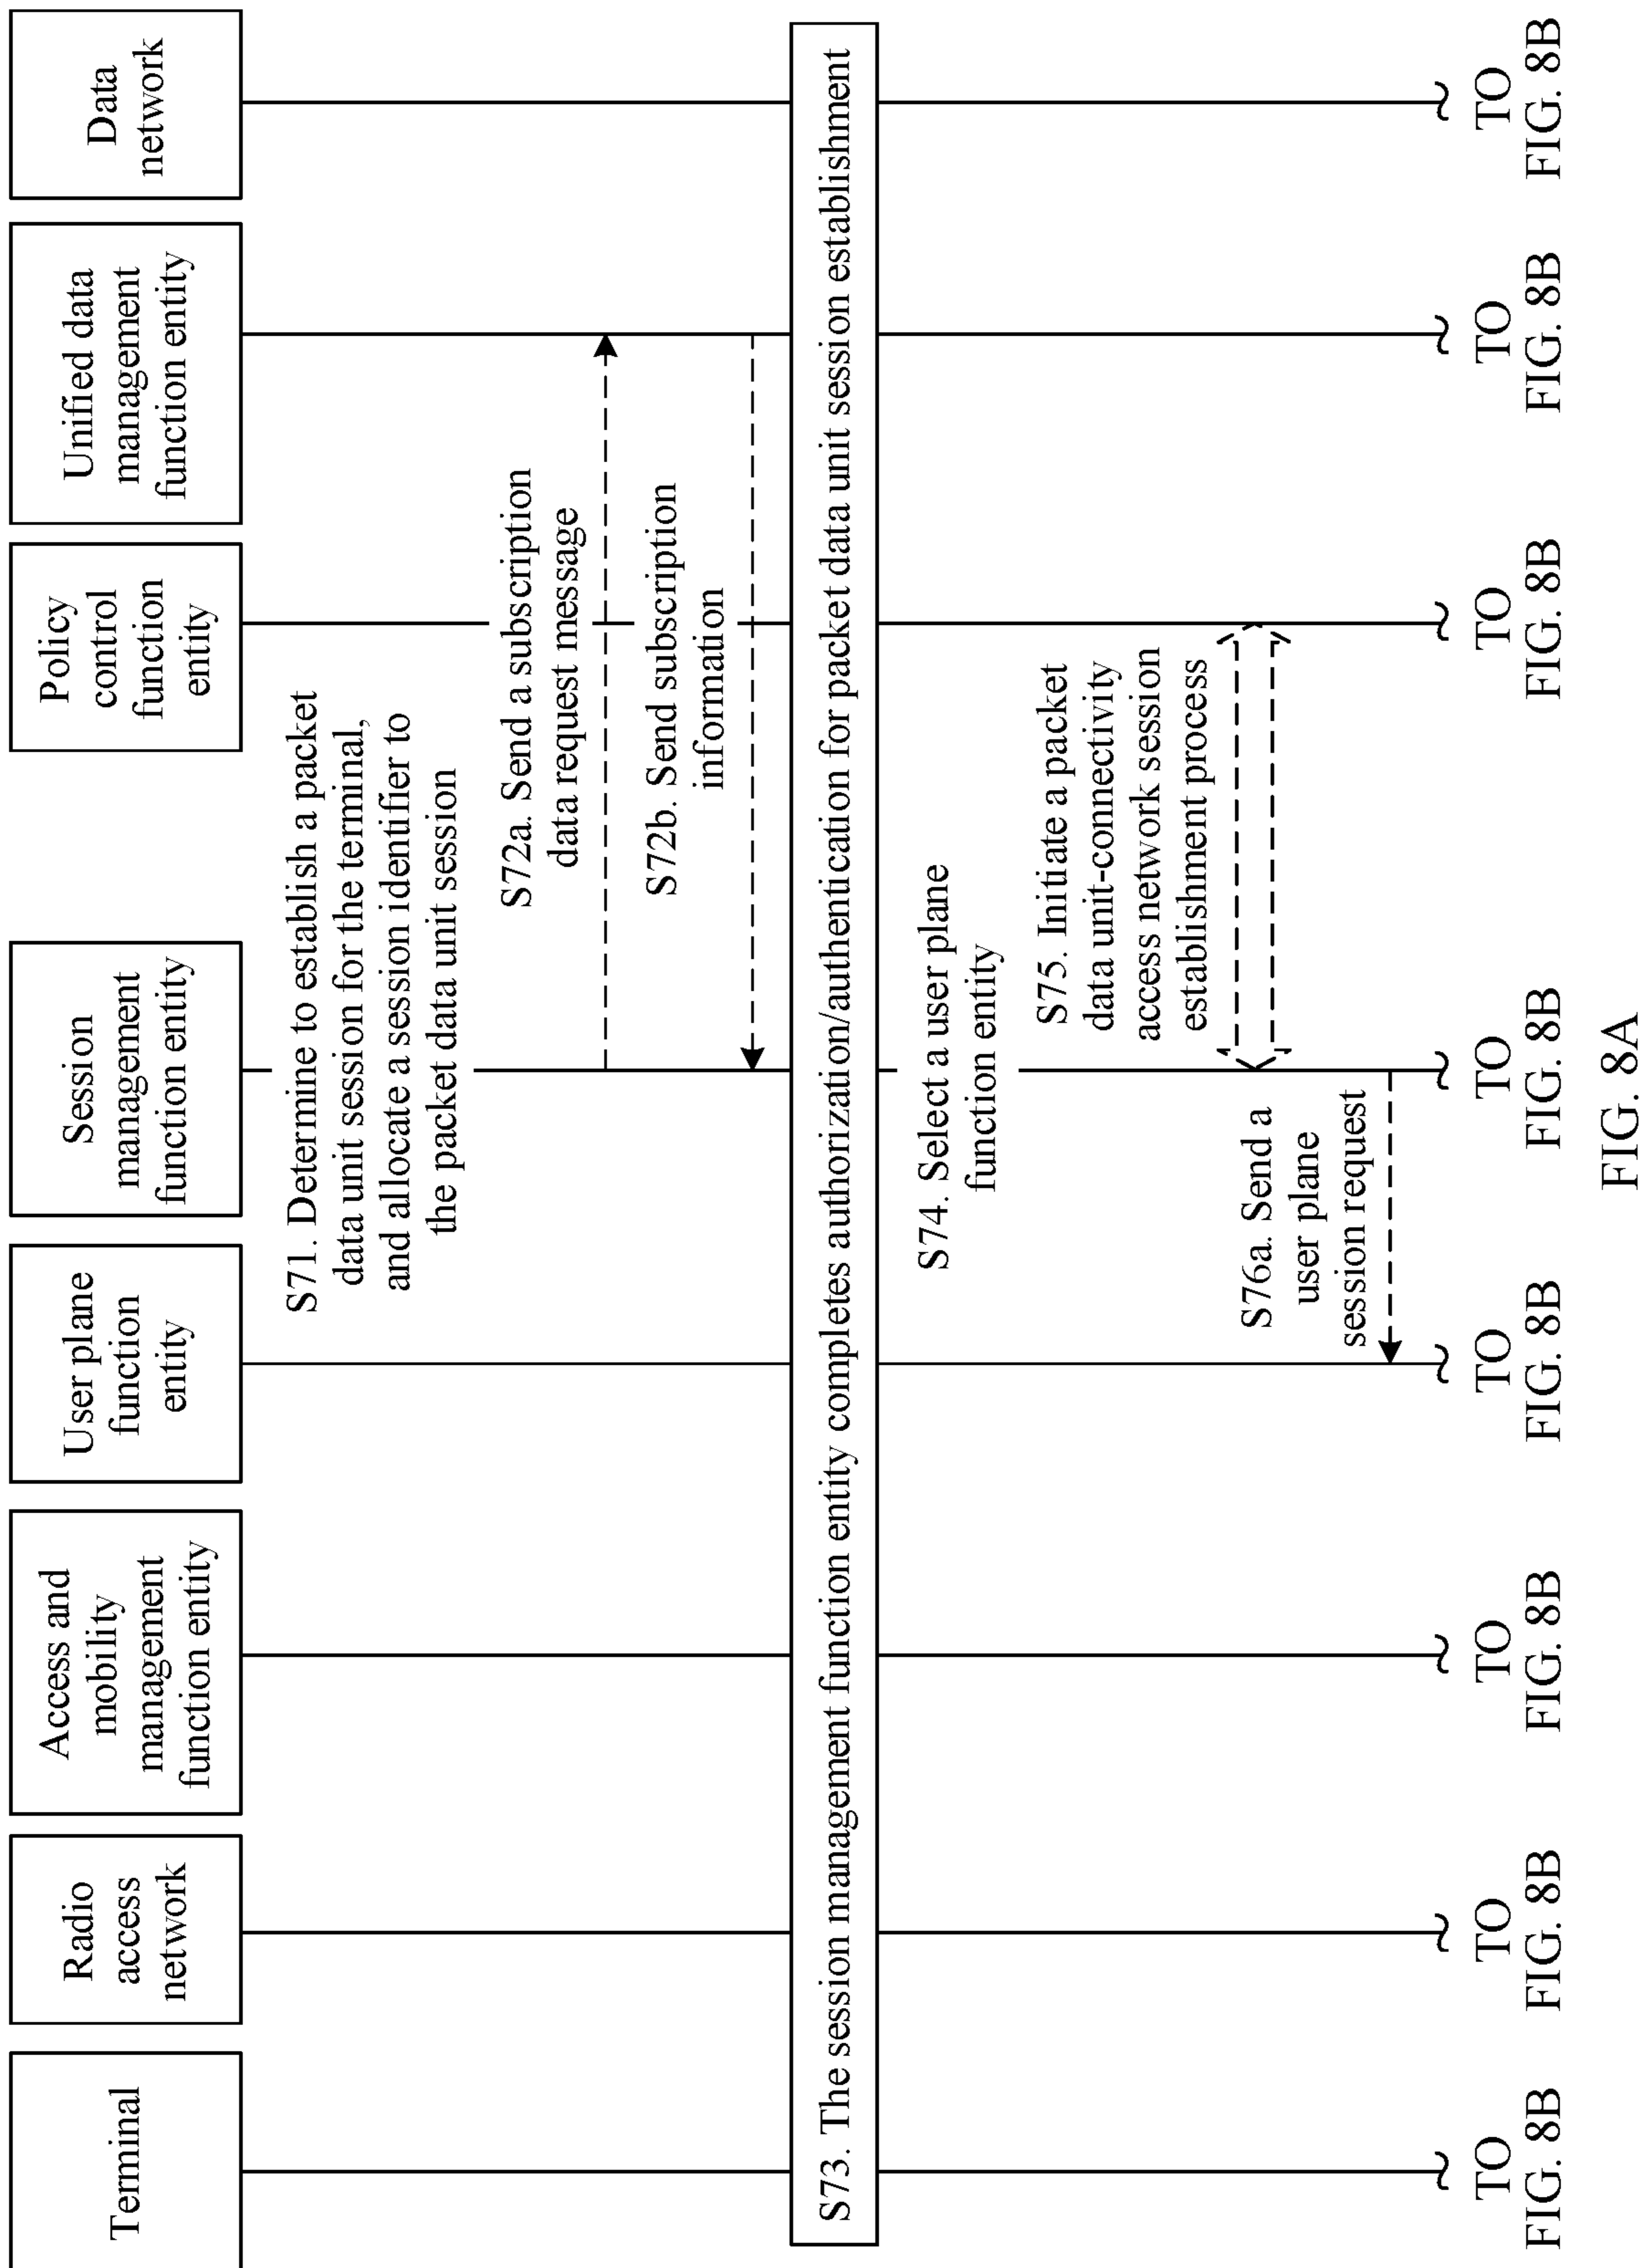 Terminal
Radio
access
network
Access and
mobility
management
function entity
User plane
function
entity
Session
management
function entity
Policy
control
function
entity
Unified data
management
function entity
Data
network
S71. Determine to establish a packet
data unit session for the terminal,
and allocate a session identifier to
the packet data unit session
S72a. Send a subscription
data request message
S72b. Send subscription
information
S73. The session management function entity completes authorization/authentication for packet data unit session establishment
S74. Select a user plane
function entity
S75. Initiate a packet
data unit-connectivity
access network session
establishment process
S76a. Send a
user plane
session request
TO
FIG. 8B
TO
FIG. 8B
TO
FIG. 8B
TO
FIG. 8B
TO
FIG. 8B
TO
FIG. 8B
TO
FIG. 8B
TO
FIG. 8B
FIG. 8A